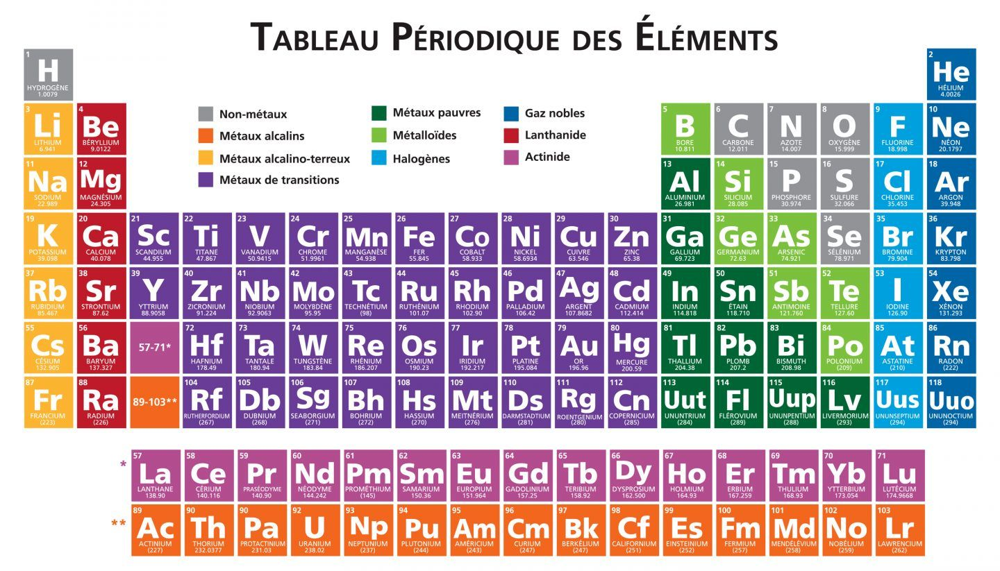 TABLEAU PÉRIODIQUE DES ÉLÉMENTS
1
H
HYDROGÈNE
1.0079
2
He
HÉLIUM
4.0026
Non-métaux
Métaux alcalins
Métaux alcalino-terreux
Métaux de transitions
Métaux pauvres
Métalloïdes
Halogènes
Gaz nobles
Lanthanide
Actinide
3
Li
LITHIUM
6.941
4
Be
BÉRYLLIUM
9.0122
5
B
BORE
10.811
6
C
CARBONE
12.011
7
N
AZOTE
14.007
8
O
OXYGÈNE
15.999
9
F
FLUORINE
18.998
10
Ne
NÉON
20.1797
11
Na
SODIUM
22.989
12
Mg
MAGNÉSIUM
24.305
13
Al
ALUMINIUM
26.981
14
Si
SILICIUM
28.085
15
P
PHOSPHORE
30.974
16
S
SULFURE
32.066
17
Cl
CHLORINE
35.453
18
Ar
ARGON
39.948
19
K
POTASSIUM
39.098
20
Ca
CALCIUM
40.078
21
Sc
SCANDIUM
44.955
22
Ti
TITANE
47.867
23
V
VANADIUM
50.9415
24
Cr
CHROME
51.9961
25
Mn
MANGANÈSE
54.938
26
Fe
FER
55.845
27
Co
COBALT
58.933
28
Ni
NICKEL
58.6934
29
Cu
CUIVRE
63.546
30
Zn
ZINC
65.38
31
Ga
GALLIUM
69.723
32
Ge
GERMANIUM
72.63
33
As
ARSENIC
74.921
34
Se
SÉLÉNIUM
78.971
35
Br
BROMINE
79.904
36
Kr
KRYPTON
83.798
37
Rb
RUBIDIUM
85.467
38
Sr
STRONTIUM
87.62
39
Y
YTTRIUM
88.9058
40
Zr
ZICRONIUM
91.224
41
Nb
NIOBIUM
92.9063
42
Mo
MOLYBDÈNE
95.95
43
Tc
TECHNÉTIUM
(98)
44
Ru
RUTHÉNIUM
101.07
45
Rh
RHODIUM
102.90
46
Pd
PALLADIUM
106.42
47
Ag
ARGENT
107.8682
48
Cd
CADMIUM
112.414
49
In
INDIUM
114.818
50
Sn
ÉTAIN
118.710
51
Sb
ANTIMOINE
121.760
52
Te
TELLURE
127.60
53
I
IODINE
126.90
54
Xe
XÉNON
131.293
55
Cs
CÉSIUM
132.905
56
Ba
BARYUM
137.327
57-71*
72
Hf
HAFNIUM
178.49
73
Ta
TANTALE
180.94
74
W
TUNGSTÈNE
183.84
75
Re
RHÉNIUM
186.207
76
Os
OSMIUM
190.23
77
Ir
IRIDIUM
192.217
78
Pt
PLATINE
195.084
79
Au
OR
196.96
80
Hg
MERCURE
200.59
81
Tl
THALLIUM
204.38
82
Pb
PLOMB
207.2
83
Bi
BISMUTH
208.98
84
Po
POLONIUM
(209)
85
At
ASTATINE
(210)
86
Rn
RADON
(222)
87
Fr
FRANCIUM
(223)
88
Ra
RADIUM
(226)
89-103**
104
Rf
RUTHERFORDIUM
(267)
105
Db
DUBNIUM
(268)
106
Sg
SEABORGIUM
(271)
107
Bh
BOHRIUM
(272)
108
Hs
HASSIUM
(270)
109
Mt
MEITNÉRIUM
(276)
110
Ds
DARMSTADTIUM
(281)
111
Rg
ROENTGENIUM
(280)
112
Cn
COPERNICIUM
(285)
113
Uut
UNUNTRIUM
(284)
114
Fl
FLÉROVIUM
(289)
115
Uup
UNUNPENTIUM
(288)
116
Lv
LIVERMORIUM
(293)
117
Uus
UNUNSEPTIUM
(294)
118
Uuo
UNUNOCTIUM
(294)
*
57
La
LANTHANE
138.90
58
Ce
CÉRIUM
140.116
59
Pr
PRASÉODYME
140.90
60
Nd
NÉODYME
144.242
61
Pm
PROMÉTHIUM
(145)
62
Sm
SAMARIUM
150.36
63
Eu
EUROPIUM
151.964
64
Gd
GADOLINIUM
157.25
65
Tb
TERIBIUM
158.92
66
Dy
DYSPROSIUM
162.500
67
Ho
HOLMIUM
164.93
68
Er
ERBIUM
167.259
69
Tm
THULIUM
168.93
70
Yb
YTTERBIUM
173.054
71
Lu
LUTÉCIUM
174.9668
**
89
Ac
ACTINIUM
(227)
90
Th
THORIUM
232.0377
90
Pa
PROTACTINIUM
231.03
92
U
URANIUM
238.02
93
Np
NEPTUNIUM
(237)
94
Pu
PLUTONIUM
(244)
95
Am
AMÉRICIUM
(243)
96
Cm
CURIUM
(247)
97
Bk
BERKÉLIUM
(247)
98
Cf
CALIFORNIUM
(251)
99
Es
EINSTEINIUM
(252)
100
Fm
FERMIUM
(257)
101
Md
MENDÉLÉVIUM
(258)
102
No
NOBÉLIUM
(259)
103
Lr
LAWRENCIUM
(262)